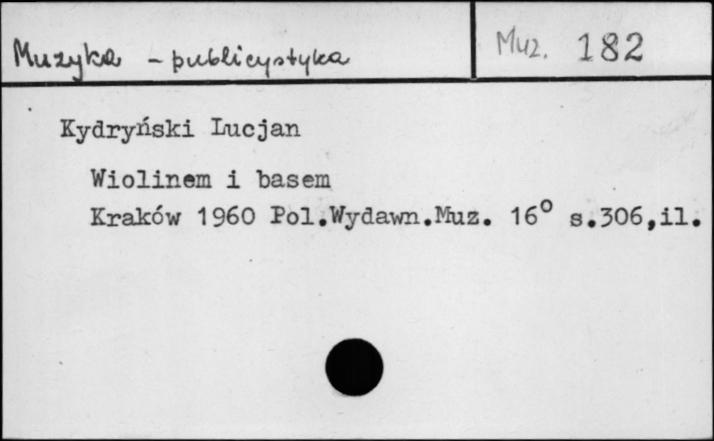 Muzyka - publicystyka
Muz. 182
Kydryński Lucjan
Wiolinem i basem
Kraków 1960 Pol.Wydawn.Muz. 16° s.306,il.